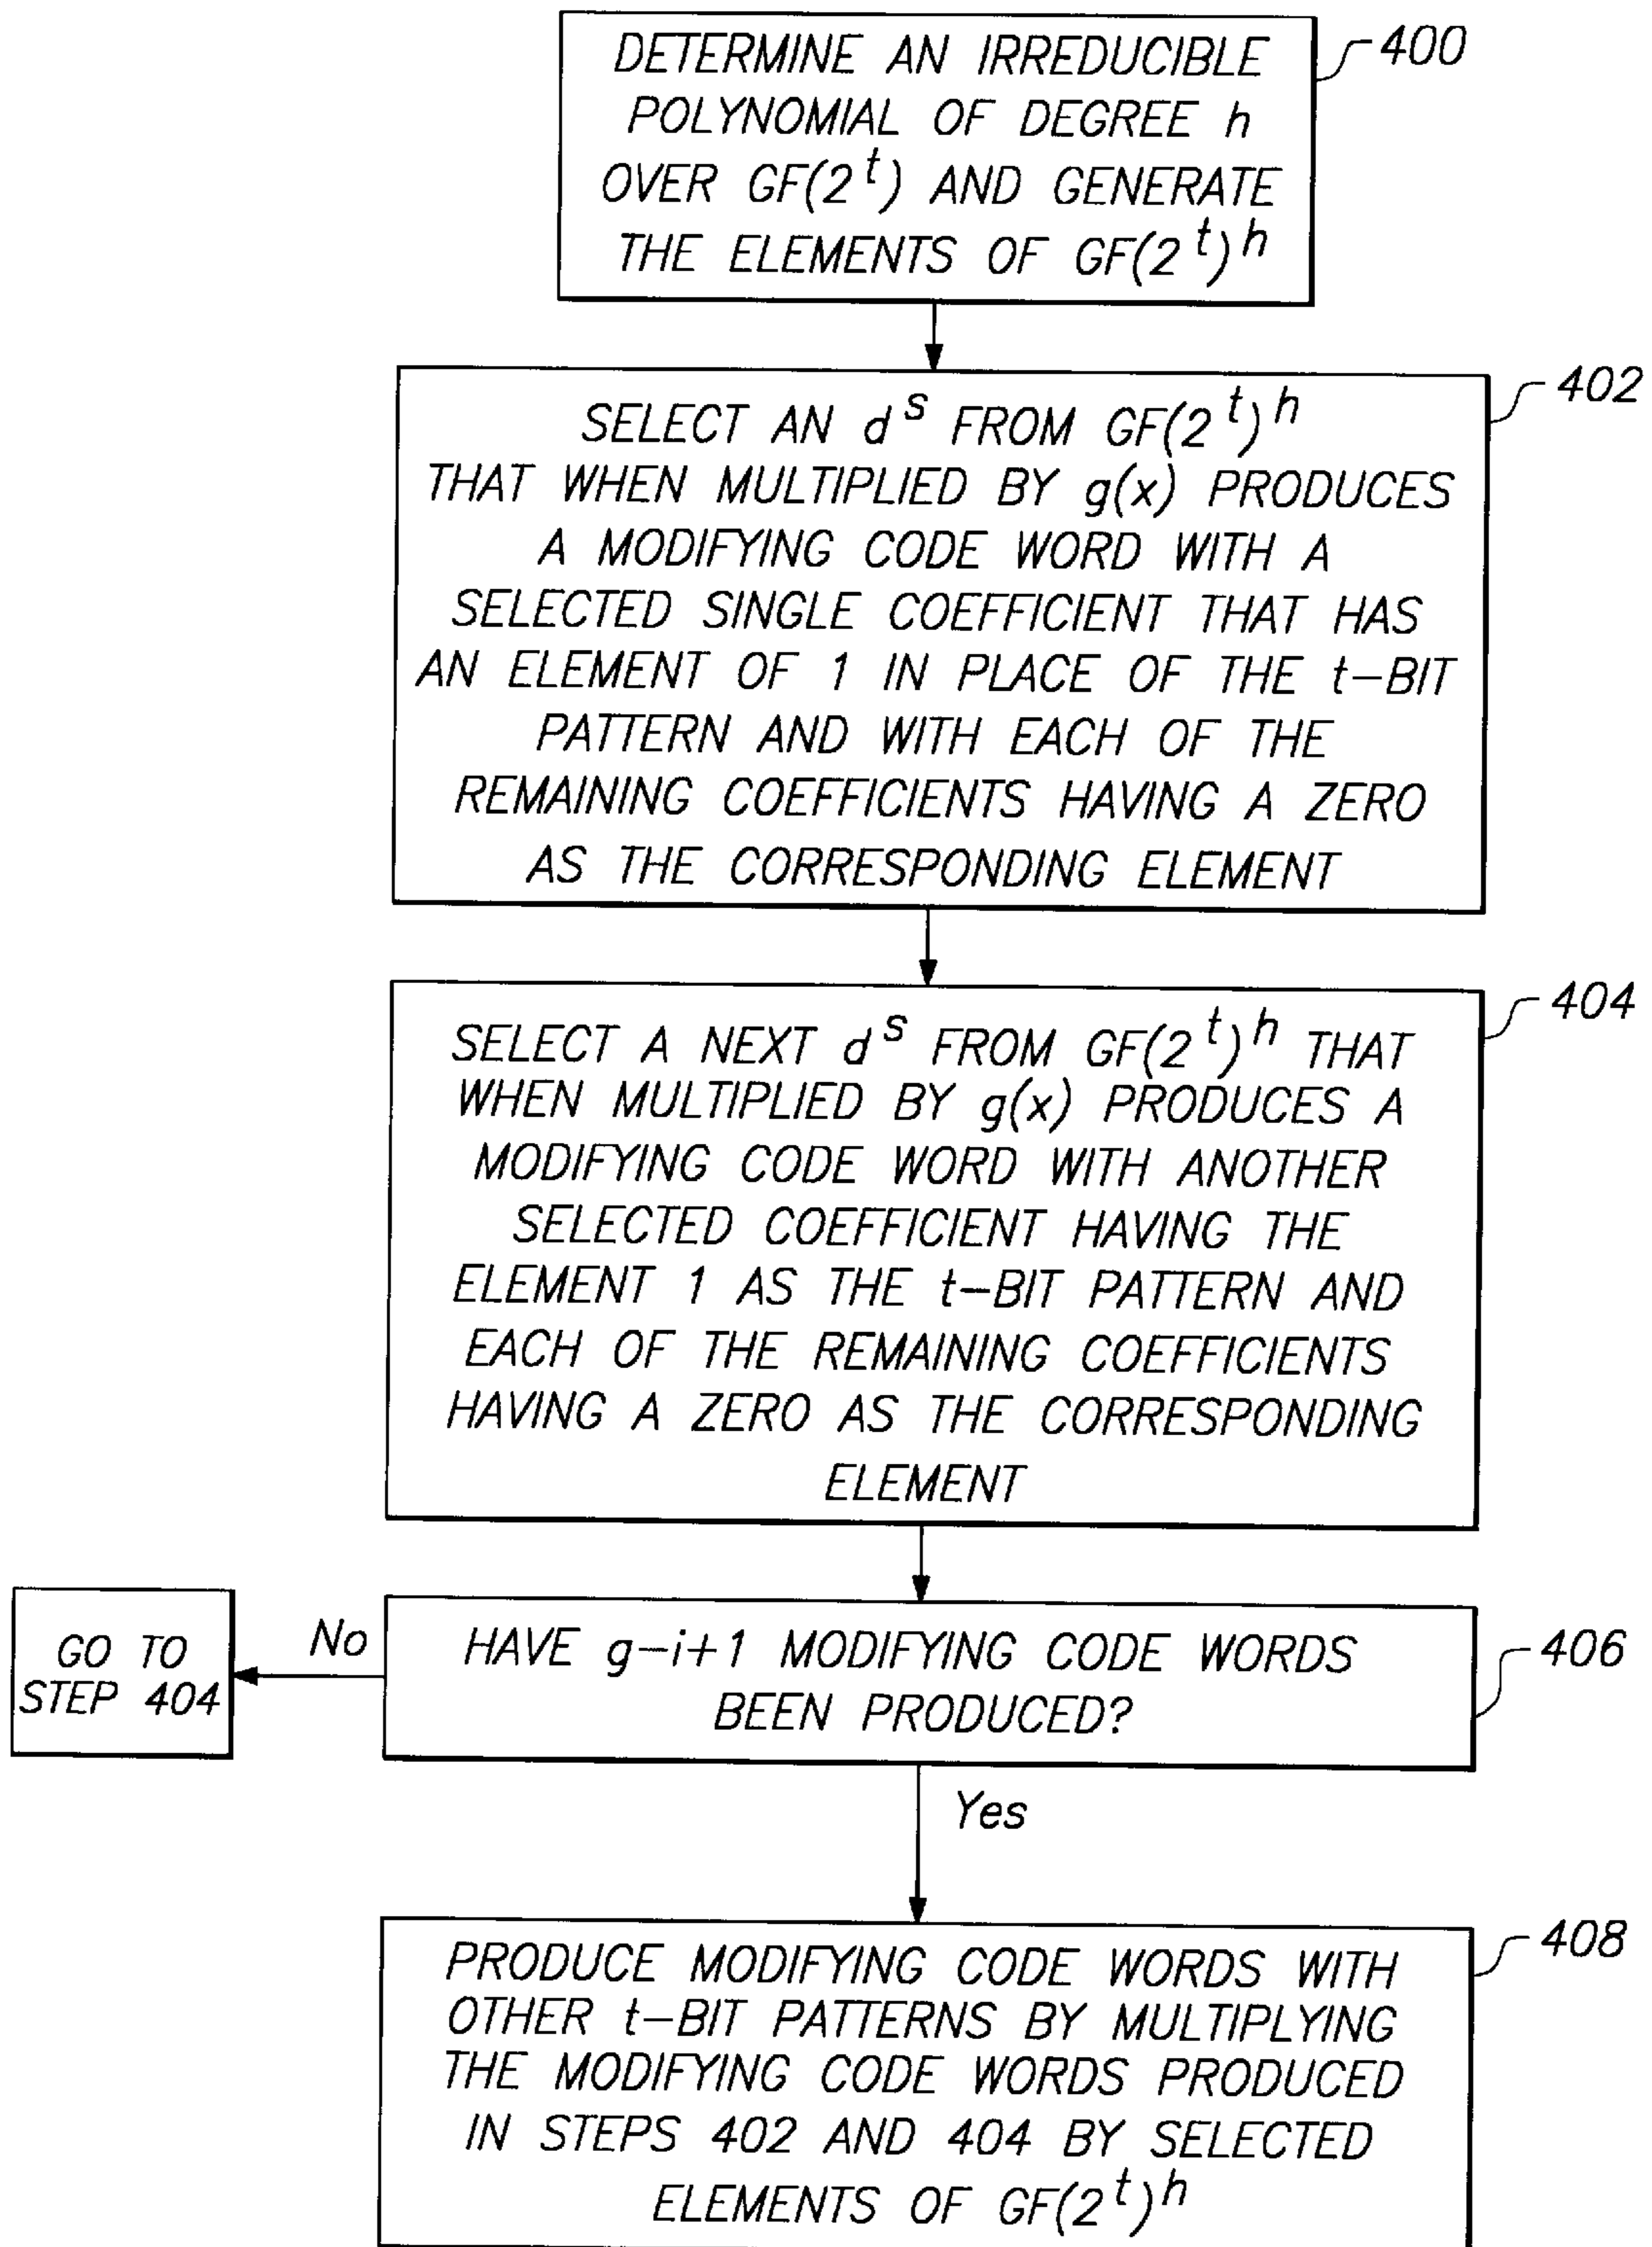 DETERMINE AN IRREDUCIBLE
POLYNOMIAL OF DEGREE h
OVER GF(2^t) AND GENERATE
THE ELEMENTS OF GF(2^t)^h
400
SELECT AN d^s FROM GF(2^t)^h
THAT WHEN MULTIPLIED BY g(x) PRODUCES
A MODIFYING CODE WORD WITH A
SELECTED SINGLE COEFFICIENT THAT HAS
AN ELEMENT OF 1 IN PLACE OF THE t-BIT
PATTERN AND WITH EACH OF THE
REMAINING COEFFICIENTS HAVING A ZERO
AS THE CORRESPONDING ELEMENT
402
SELECT A NEXT d^s FROM GF(2^t)^h THAT
WHEN MULTIPLIED BY g(x) PRODUCES A
MODIFYING CODE WORD WITH ANOTHER
SELECTED COEFFICIENT HAVING THE
ELEMENT 1 AS THE t-BIT PATTERN AND
EACH OF THE REMAINING COEFFICIENTS
HAVING A ZERO AS THE CORRESPONDING
ELEMENT
404
GO TO
STEP 404
No
HAVE g-i+1 MODIFYING CODE WORDS
BEEN PRODUCED?
406
Yes
PRODUCE MODIFYING CODE WORDS WITH
OTHER t-BIT PATTERNS BY MULTIPLYING
THE MODIFYING CODE WORDS PRODUCED
IN STEPS 402 AND 404 BY SELECTED
ELEMENTS OF GF(2^t)^h
408